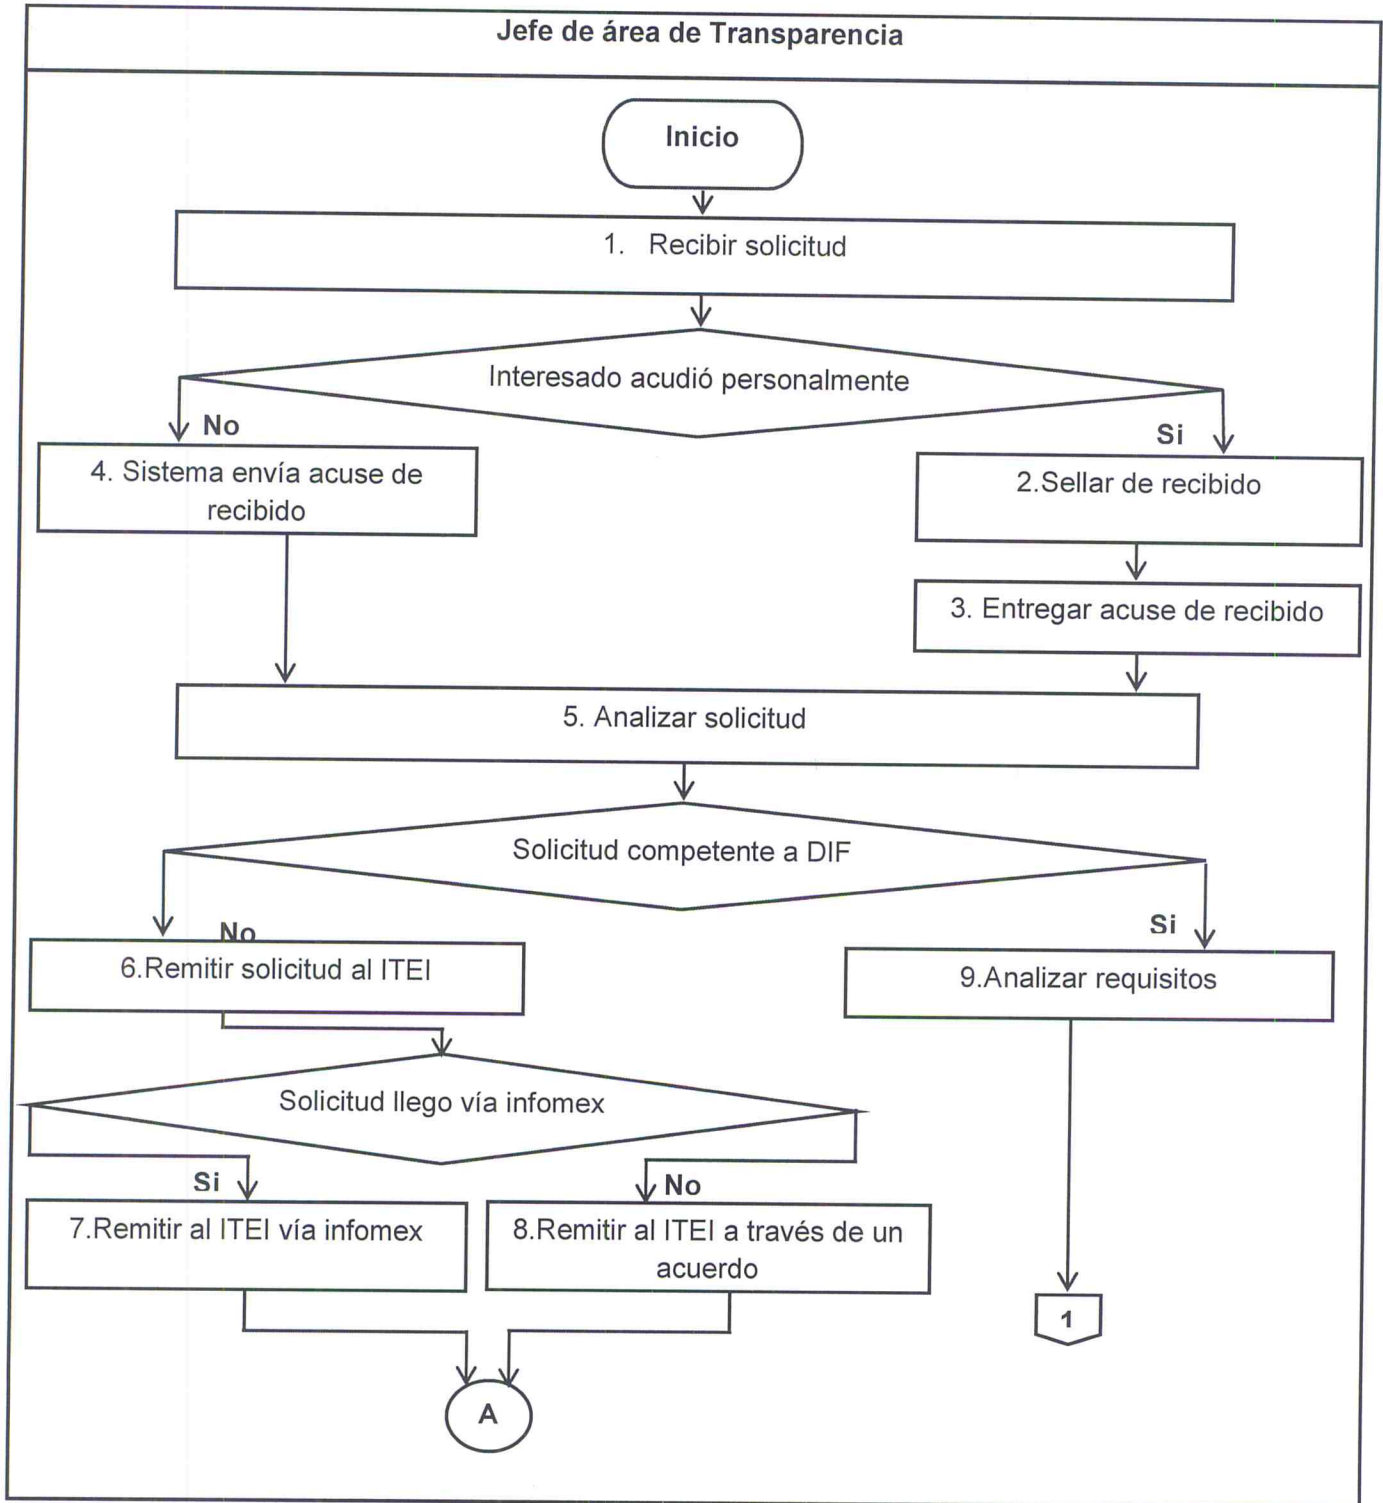 Jefe de área de Transparencia
Inicio
1. Recibir solicitud
Interesado acudió personalmente
No
Si
4. Sistema envía acuse de
recibido
2.Sellar de recibido
3. Entregar acuse de recibido
5. Analizar solicitud
Solicitud competente a DIF
No
Si
6.Remitir solicitud al ITEI
9.Analizar requisitos
Solicitud llego vía infomex
Si
No
7.Remitir al ITEI vía infomex
8.Remitir al ITEI a través de un
acuerdo
1
A